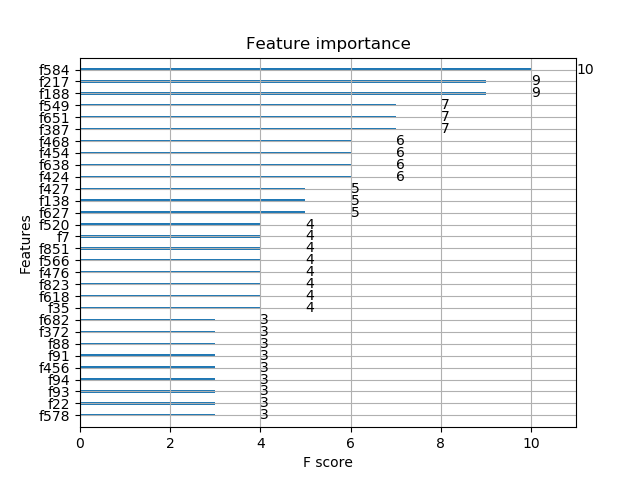 Feature importance
f584 10
f217 9
f188 9
f549 7
f651 7
f387 7
f468 6
f454 6
f638 6
f424 6
f427 5
f138 5
f627 5
f520 4
f7 4
f851 4
f566 4
f476 4
f823 4
f618 4
f35 4
f682 3
f372 3
f88 3
f91 3
f456 3
f94 3
f93 3
f22 3
f578 3
Features
0 2 4 6 8 10
F score